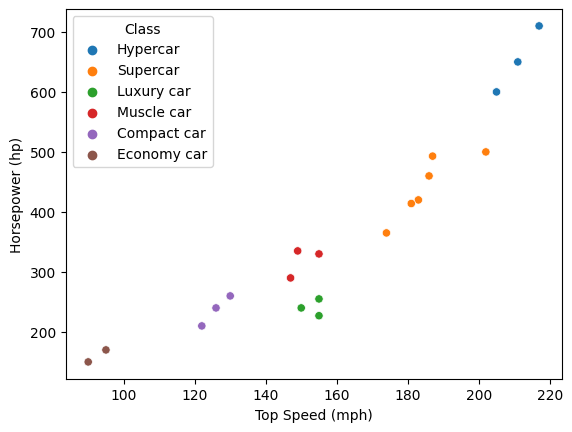 Class
Hypercar
Supercar
Luxury car
Muscle car
Compact car
Economy car
Horsepower (hp)
700
600
500
400
300
200
100 120 140 160 180 200 220
Top Speed (mph)